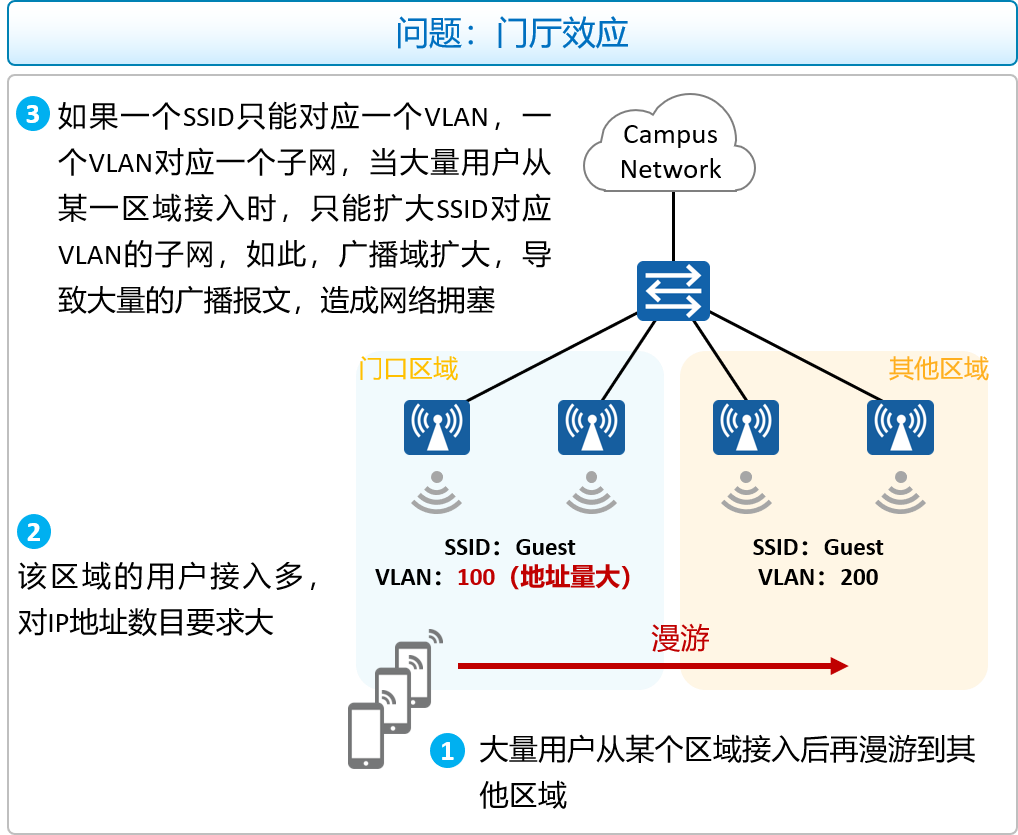 问题：门厅效应
3
如果一个SSID只能对应一个VLAN，一
个VLAN对应一个子网，当大量用户从
某一区域接入时，只能扩大SSID对应
VLAN的子网，如此，广播域扩大，导
致大量的广播报文，造成网络拥塞
Campus
Network
门口区域
其他区域
SSID：Guest
VLAN：100（地址量大）
SSID：Guest
VLAN：200
2
该区域的用户接入多，
对IP地址数目要求大
漫游
1
大量用户从某个区域接入后再漫游到其
他区域